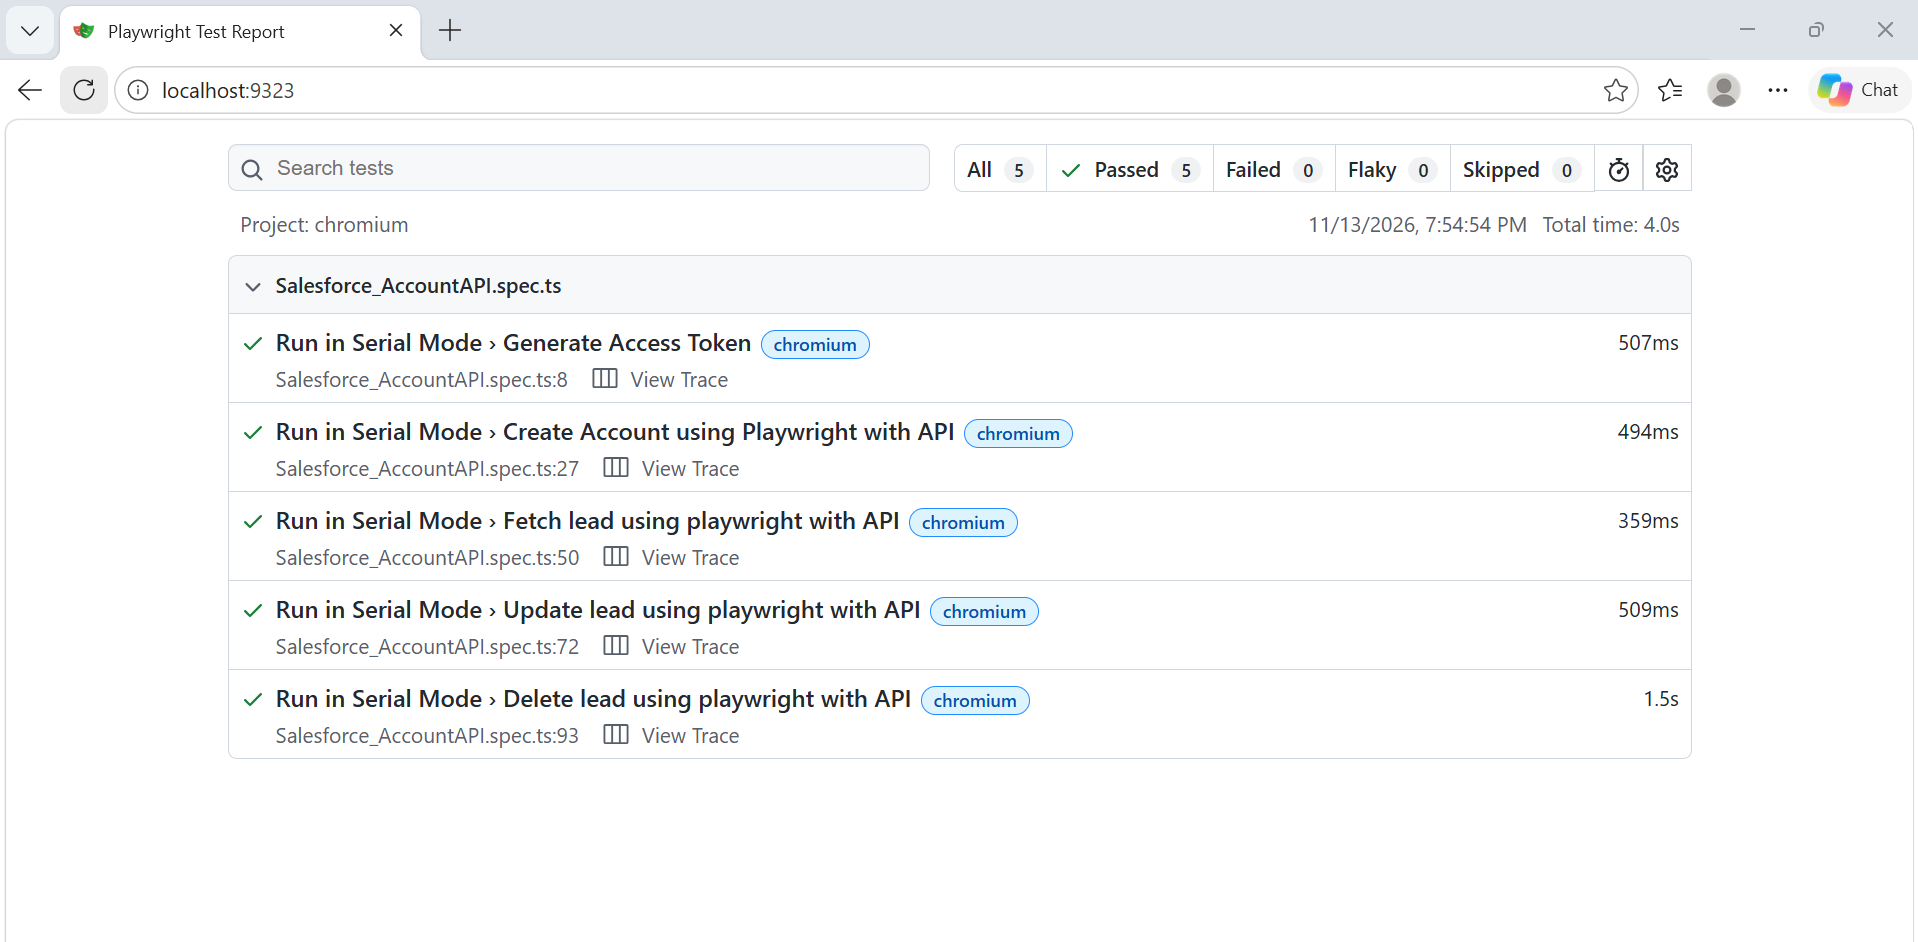 Playwright Test Report
localhost:9323
Chat
Search tests
All 5 Passed 5 Failed 0 Flaky 0 Skipped 0
Project: chromium
11/13/2026, 7:54:54 PM Total time: 4.0s
Salesforce_AccountAPI.spec.ts
Run in Serial Mode › Generate Access Token chromium 507ms
Salesforce_AccountAPI.spec.ts:8 View Trace
Run in Serial Mode › Create Account using Playwright with API chromium 494ms
Salesforce_AccountAPI.spec.ts:27 View Trace
Run in Serial Mode › Fetch lead using playwright with API chromium 359ms
Salesforce_AccountAPI.spec.ts:50 View Trace
Run in Serial Mode › Update lead using playwright with API chromium 509ms
Salesforce_AccountAPI.spec.ts:72 View Trace
Run in Serial Mode › Delete lead using playwright with API chromium 1.5s
Salesforce_AccountAPI.spec.ts:93 View Trace